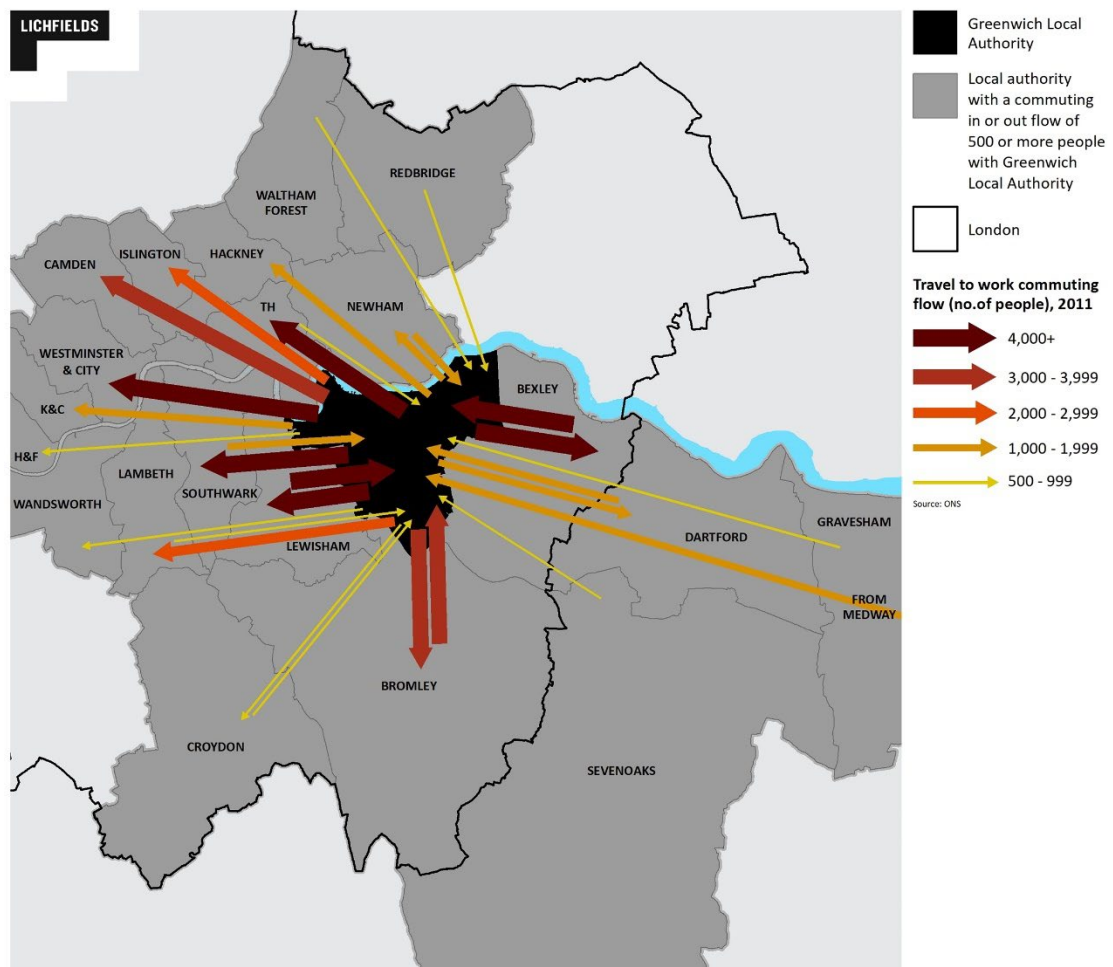 LICHFIELDS
REDBRIDGE
WALTHAM
FOREST
HACKNEY
ISLINGTON
CAMDEN
TH
NEWHAM
WESTMINSTER
& CITY
BEXLEY
K&C
H&F
LAMBETH
SOUTHWARK
WANDSWORTH
LEWISHAM
DARTFORD
GRAVESHAM
FROM
MEDWAY
BROMLEY
CROYDON
SEVENOAKS
Greenwich Local
Authority
Local authority
with a commuting
in or out flow of
500 or more people
with Greenwich
Local Authority
London
Travel to work commuting
flow (no.of people), 2011
4,000+
3,000 - 3,999
2,000 - 2,999
1,000 - 1,999
500 - 999
Source: ONS